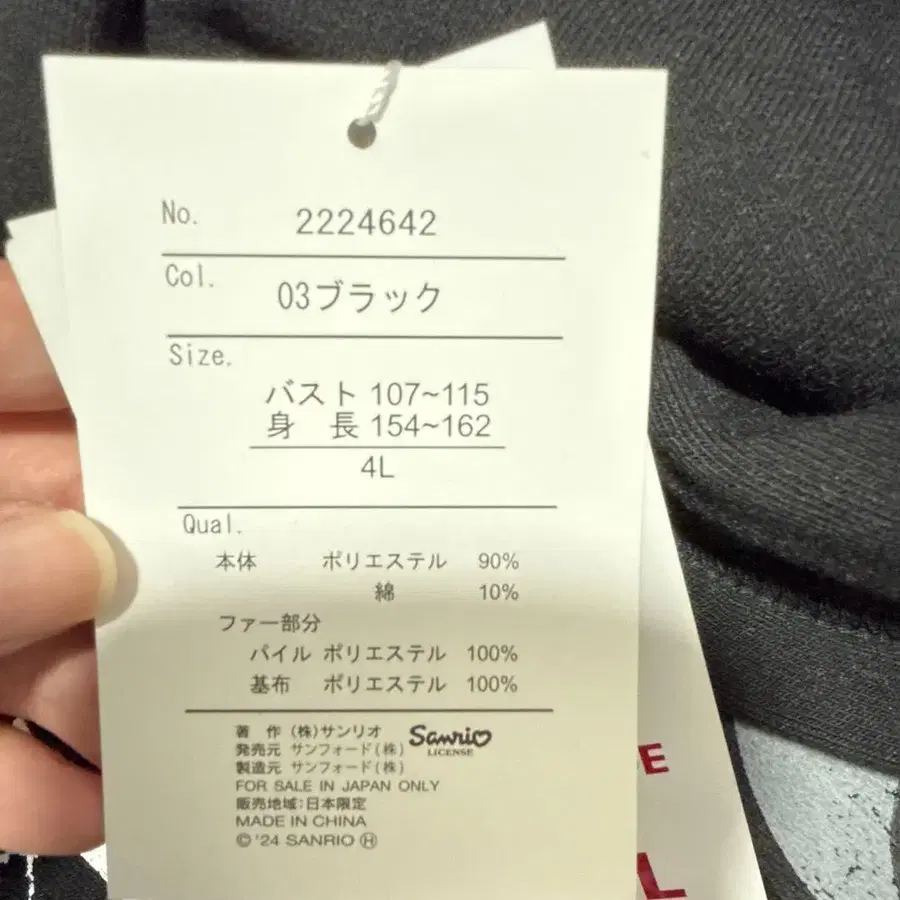 No. 2224642
Col. 03ブラック
Size.
バスト 107~115
身 長 154~162
4L
Qual.
本体 ポリエステル 90%
綿 10%
ファー部分
パイル ポリエステル 100%
基布 ポリエステル 100%
著 作 (株)サンリオ
発売元 サンフォード(株)
製造元 サンフォード(株)
Sanrio
LICENSE
FOR SALE IN JAPAN ONLY
販売地域:日本限定
MADE IN CHINA
©'24 SANRIO Ⓗ
E
L